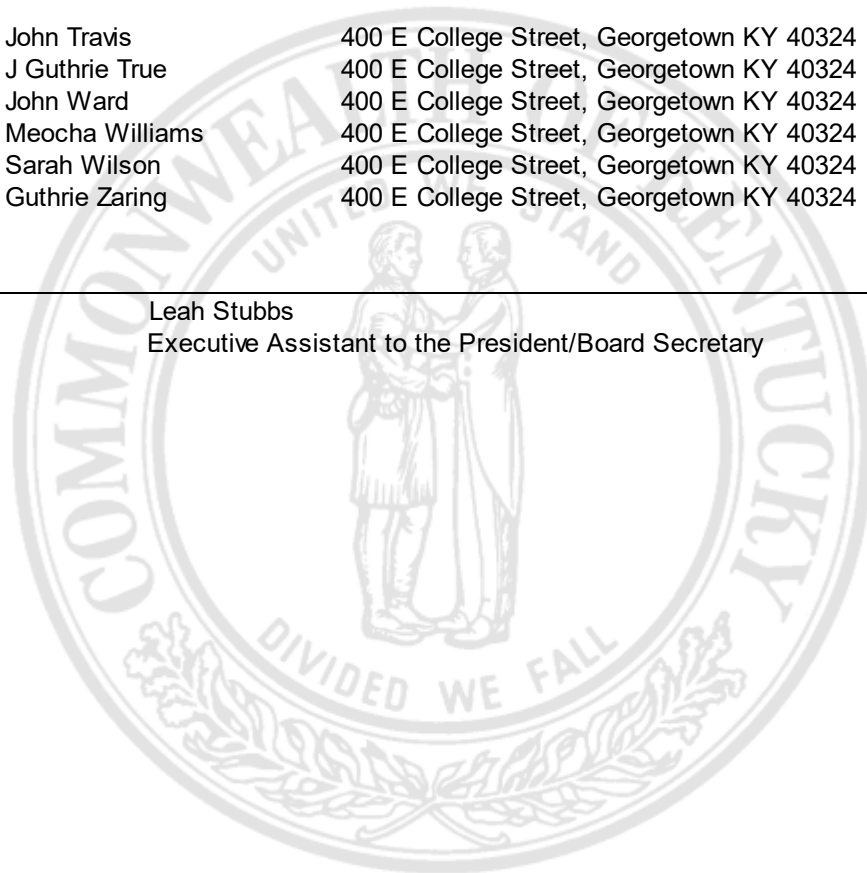 John Travis 400 E College Street, Georgetown KY 40324
J Guthrie True 400 E College Street, Georgetown KY 40324
John Ward 400 E College Street, Georgetown KY 40324
Meocha Williams 400 E College Street, Georgetown KY 40324
Sarah Wilson 400 E College Street, Georgetown KY 40324
Guthrie Zaring 400 E College Street, Georgetown KY 40324
Leah Stubbs
Executive Assistant to the President/Board Secretary
COMMONWEALTH OF KENTUCKY
UNITED WE STAND
DIVIDED WE FALL